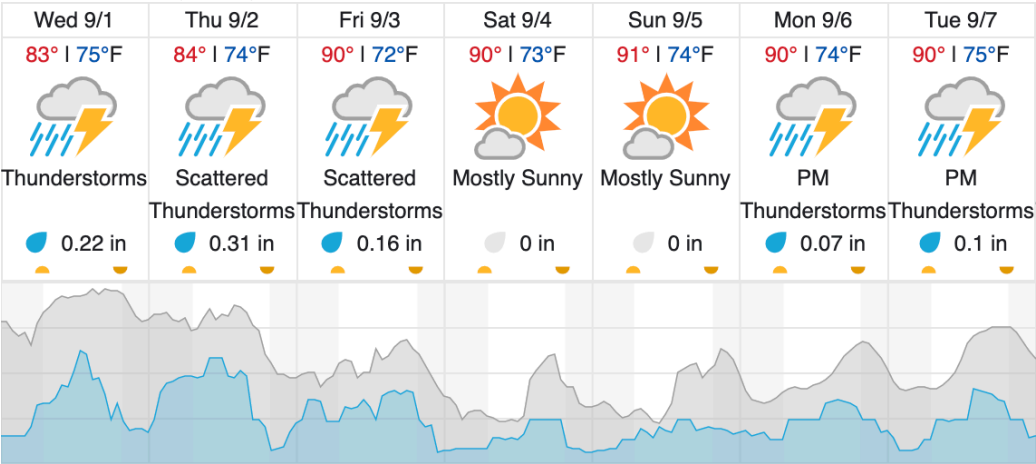 Wed 9/1 Thu 9/2 Fri 9/3 Sat 9/4 Sun 9/5 Mon 9/6 Tue 9/7
83° | 75°F 84° | 74°F 90° | 72°F 90° | 73°F 91° | 74°F 90° | 74°F 90° | 75°F
Thunderstorms Scattered Scattered Mostly Sunny Mostly Sunny PM PM
Thunderstorms Thunderstorms Thunderstorms Thunderstorms
0.22 in 0.31 in 0.16 in 0 in 0 in 0.07 in 0.1 in